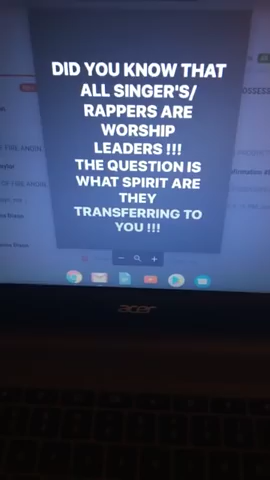 DID YOU KNOW THAT
ALL SINGER'S/
RAPPERS ARE
WORSHIP
LEADERS !!!
THE QUESTION IS
WHAT SPIRIT ARE
THEY
TRANSFERRING TO
YOU !!!
acer